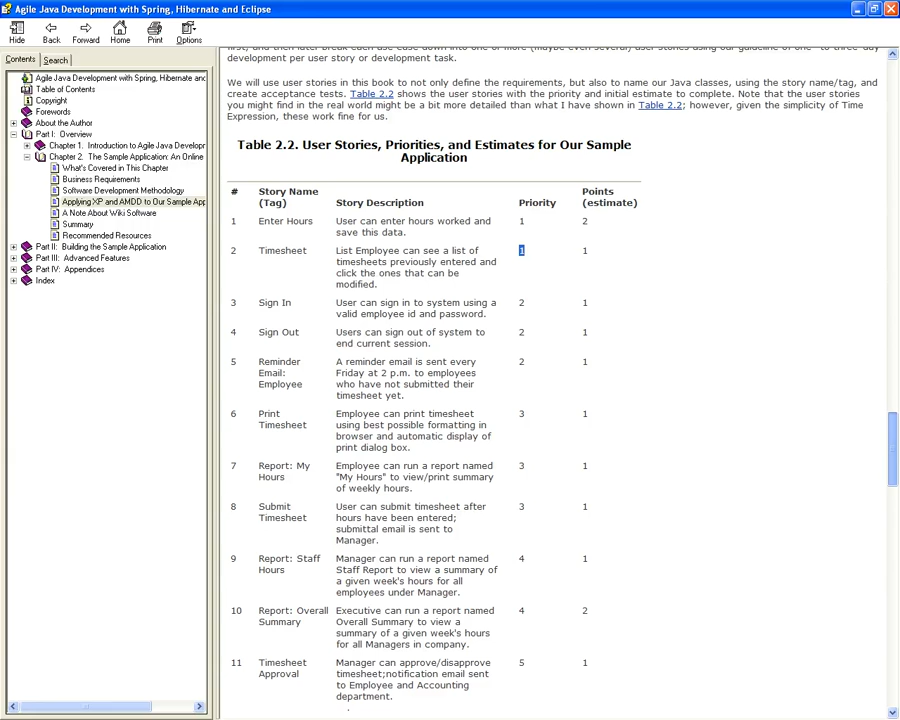 Agile Java Development with Spring, Hibernate and Eclipse
Hide Back Forward Home Print Options
Contents Search
Agile Java Development with Spring, Hibernate and
Table of Contents
Copyright
Forewords
About the Author
Part I: Overview
Chapter 1. Introduction to Agile Java Develop
Chapter 2. The Sample Application: An Online
What's Covered in This Chapter
Business Requirements
Software Development Methodology
Applying XP and AMDD to Our Sample App
A Note About Wiki Software
Summary
Recommended Resources
Part II: Building the Sample Application
Part III: Advanced Features
Part IV: Appendices
Index
development per user story or development task.
We will use user stories in this book to not only define the requirements, but also to name our Java classes, using the story name/tag, and
create acceptance tests. Table 2.2 shows the user stories with the priority and initial estimate to complete. Note that the user stories
you might find in the real world might be a bit more detailed than what I have shown in Table 2.2; however, given the simplicity of Time
Expression, these work fine for us.
Table 2.2. User Stories, Priorities, and Estimates for Our Sample
Application
# Story Name (Tag) Story Description Priority Points (estimate)
1 Enter Hours User can enter hours worked and 1 2
save this data.
2 Timesheet List Employee can see a list of 1 1
timesheets previously entered and
click the ones that can be
modified.
3 Sign In User can sign in to system using a 2 1
valid employee id and password.
4 Sign Out Users can sign out of system to 2 1
end current session.
5 Reminder A reminder email is sent every 2 1
Email: Friday at 2 p.m. to employees
Employee who have not submitted their
timesheet yet.
6 Print Employee can print timesheet 3 1
Timesheet using best possible formatting in
browser and automatic display of
print dialog box.
7 Report: My Employee can run a report named 3 1
Hours "My Hours" to view/print summary
of weekly hours.
8 Submit User can submit timesheet after 3 1
Timesheet hours have been entered;
submittal email is sent to
Manager.
9 Report: Staff Manager can run a report named 4 1
Hours Staff Report to view a summary of
a given week's hours for all
employees under Manager.
10 Report: Overall Executive can run a report named 4 2
Summary Overall Summary to view a
summary of a given week's hours
for all Managers in company.
11 Timesheet Manager can approve/disapprove 5 1
Approval timesheet;notification email sent
to Employee and Accounting
department.